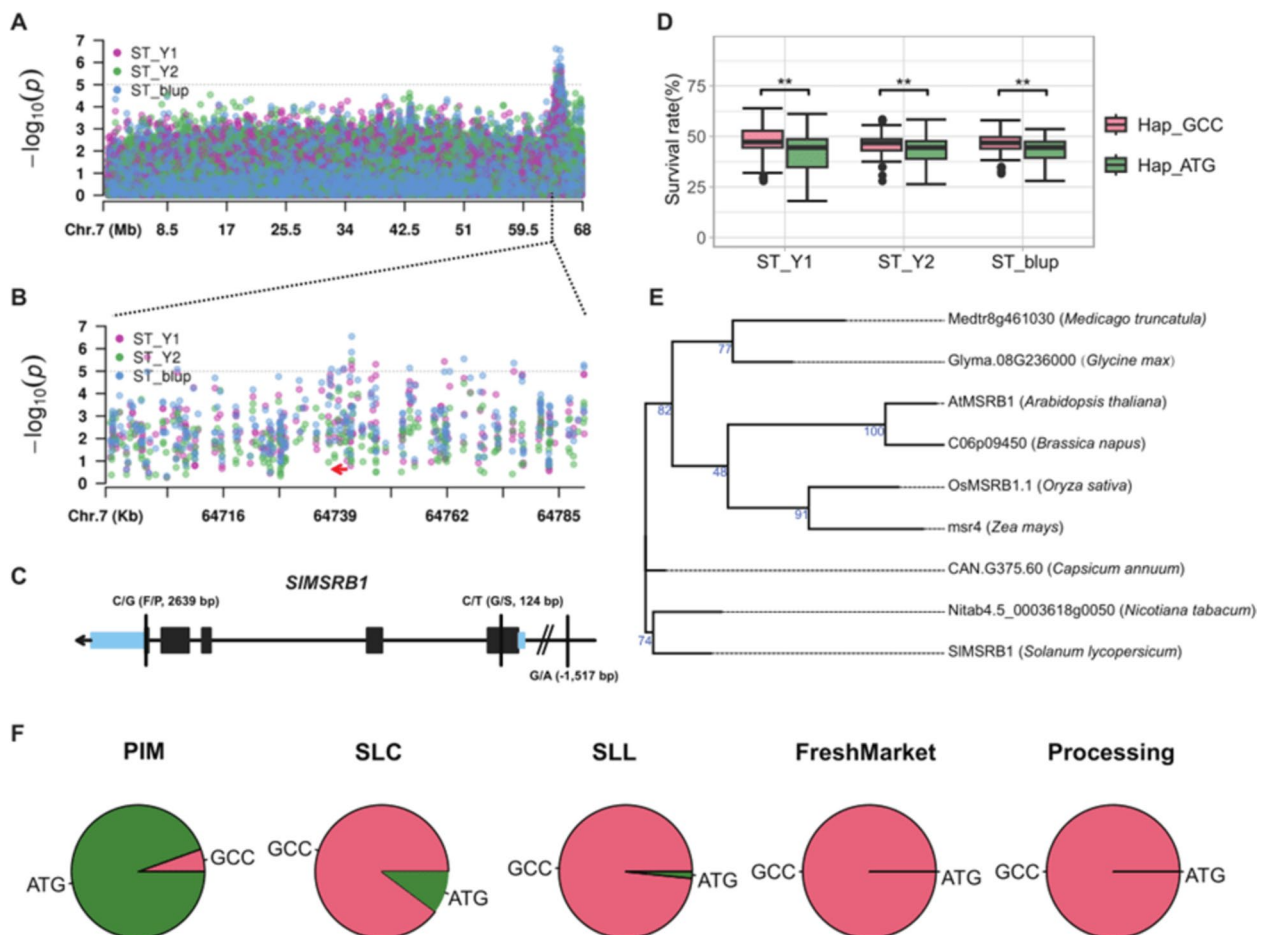 A
7
6
5
4
3
2
1
0
−log10(p)
ST_Y1
ST_Y2
ST_blup
Chr.7 (Mb) 8.5 17 25.5 34 42.5 51 59.5 68
B
7
6
5
4
3
2
1
0
−log10(p)
ST_Y1
ST_Y2
ST_blup
Chr.7 (Kb) 64716 64739 64762 64785
C
SlMSRB1
C/G (F/P, 2639 bp) C/T (G/S, 124 bp)
G/A (-1,517 bp)
D
Survival rate(%)
75
50
25
0
** ** **
ST_Y1 ST_Y2 ST_blup
Hap_GCC
Hap_ATG
E
Medtr8g461030 (Medicago truncatula)
77
Glyma.08G236000 (Glycine max)
82
AtMSRB1 (Arabidopsis thaliana)
100
C06p09450 (Brassica napus)
48
OsMSRB1.1 (Oryza sativa)
91
msr4 (Zea mays)
CAN.G375.60 (Capsicum annuum)
Nitab4.5_0003618g0050 (Nicotiana tabacum)
74
SlMSRB1 (Solanum lycopersicum)
F
PIM SLC SLL FreshMarket Processing
ATG GCC
GCC ATG
GCC ATG
GCC ATG
GCC ATG